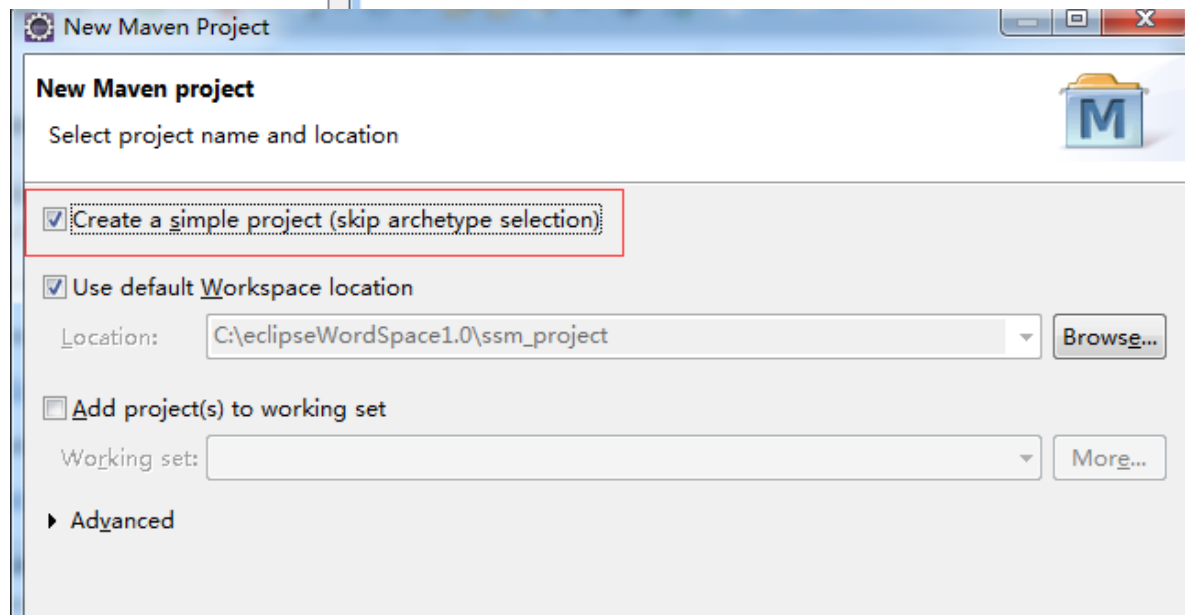 New Maven Project
New Maven project
M
Select project name and location
Create a simple project (skip archetype selection)
Use default Workspace location
Location: C:\eclipseWordSpace1.0\ssm_project Browse...
Add project(s) to working set
Working set: More...
Advanced